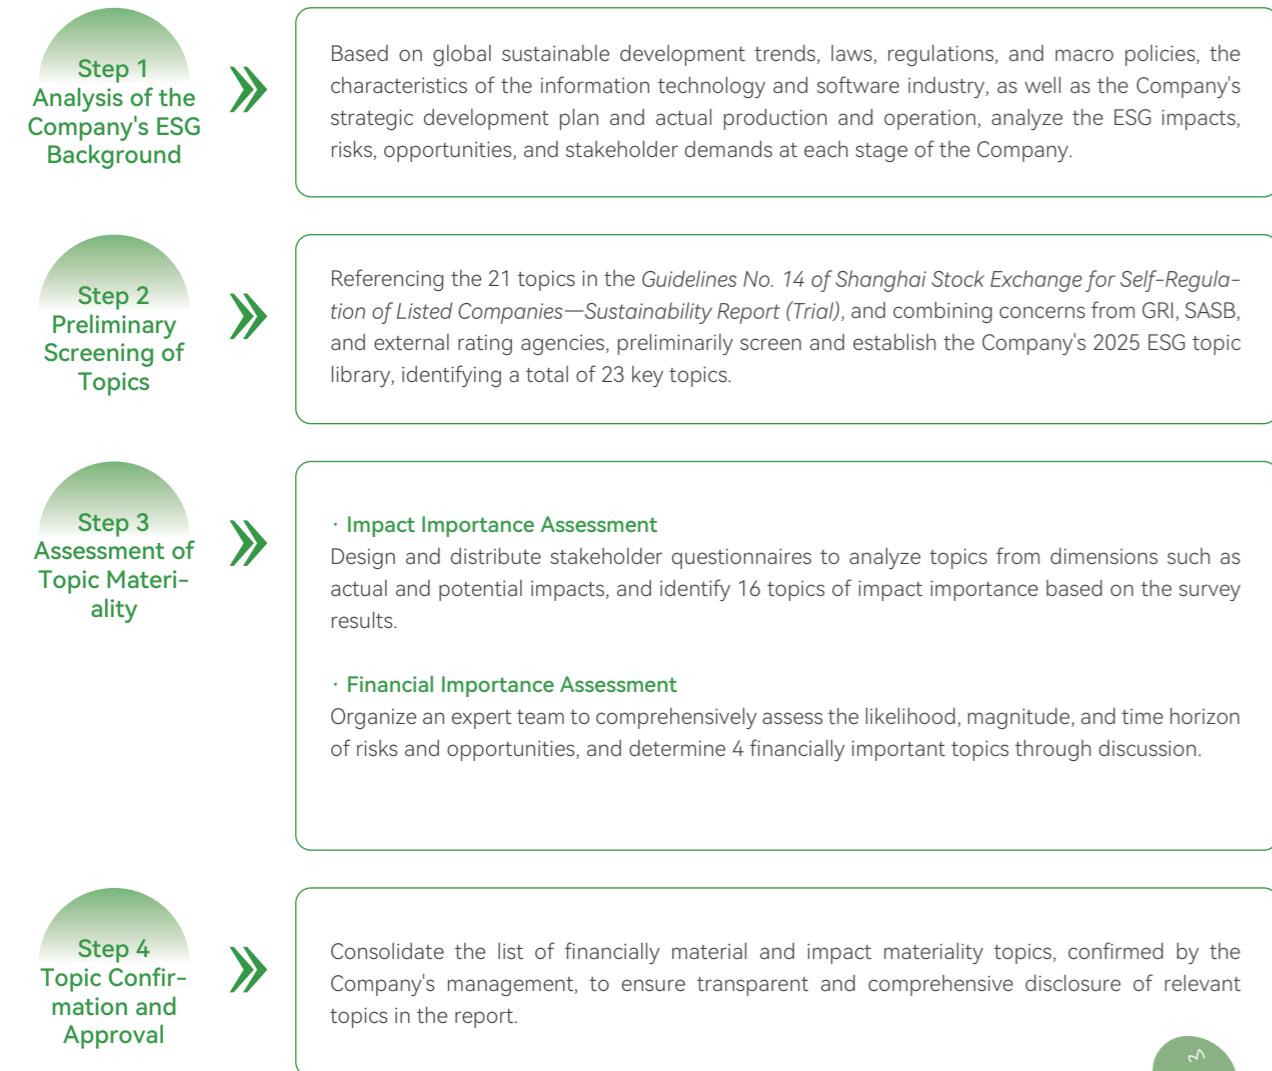 Step 1
Analysis of the
Company's ESG
Background
Based on global sustainable development trends, laws, regulations, and macro policies, the
characteristics of the information technology and software industry, as well as the Company's
strategic development plan and actual production and operation, analyze the ESG impacts,
risks, opportunities, and stakeholder demands at each stage of the Company.
Step 2
Preliminary
Screening of
Topics
Referencing the 21 topics in the Guidelines No. 14 of Shanghai Stock Exchange for Self-Regula-
tion of Listed Companies—Sustainability Report (Trial), and combining concerns from GRI, SASB,
and external rating agencies, preliminarily screen and establish the Company's 2025 ESG topic
library, identifying a total of 23 key topics.
Step 3
Assessment of
Topic Materi-
ality
· Impact Importance Assessment
Design and distribute stakeholder questionnaires to analyze topics from dimensions such as
actual and potential impacts, and identify 16 topics of impact importance based on the survey
results.
· Financial Importance Assessment
Organize an expert team to comprehensively assess the likelihood, magnitude, and time horizon
of risks and opportunities, and determine 4 financially important topics through discussion.
Step 4
Topic Confir-
mation and
Approval
Consolidate the list of financially material and impact materiality topics, confirmed by the
Company's management, to ensure transparent and comprehensive disclosure of relevant
topics in the report.